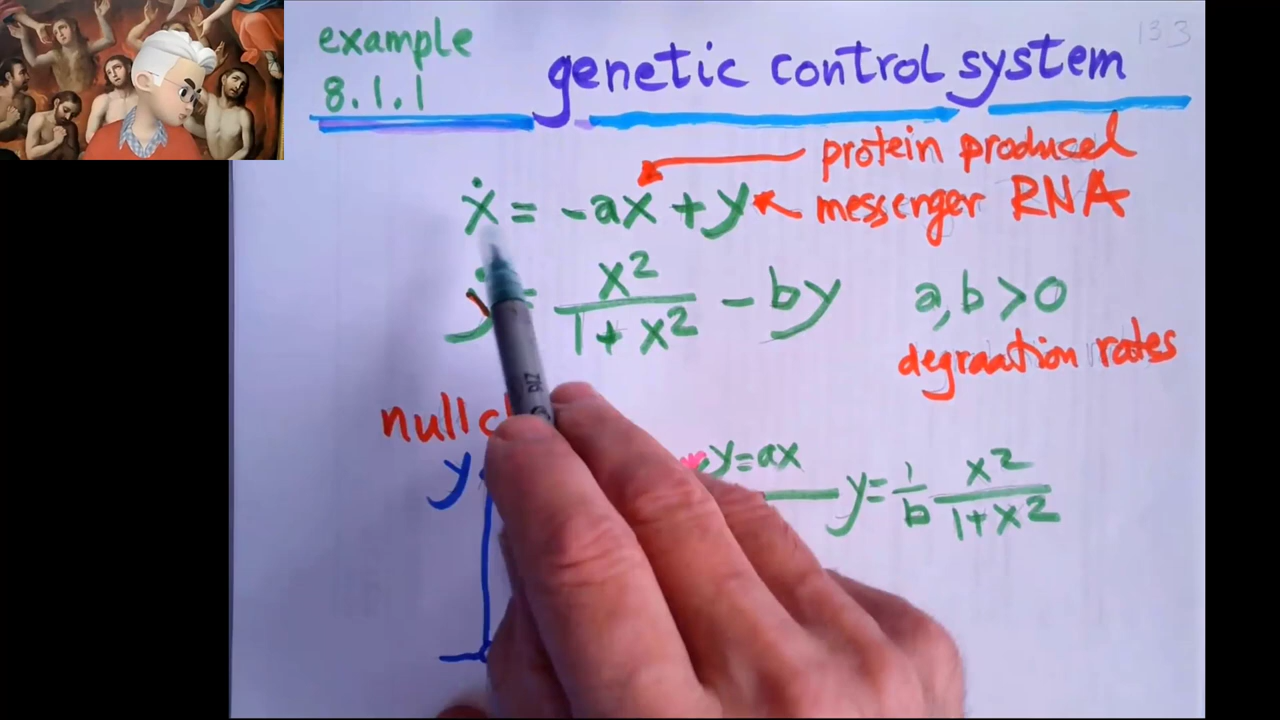 133
example
8.1.1
genetic control system
protein produced
ẋ = -ax + y
messenger RNA
x²
1+x²
- by
a,b > 0
degraation rates
null
y
y=ax
y = 1/b x²/1+x²